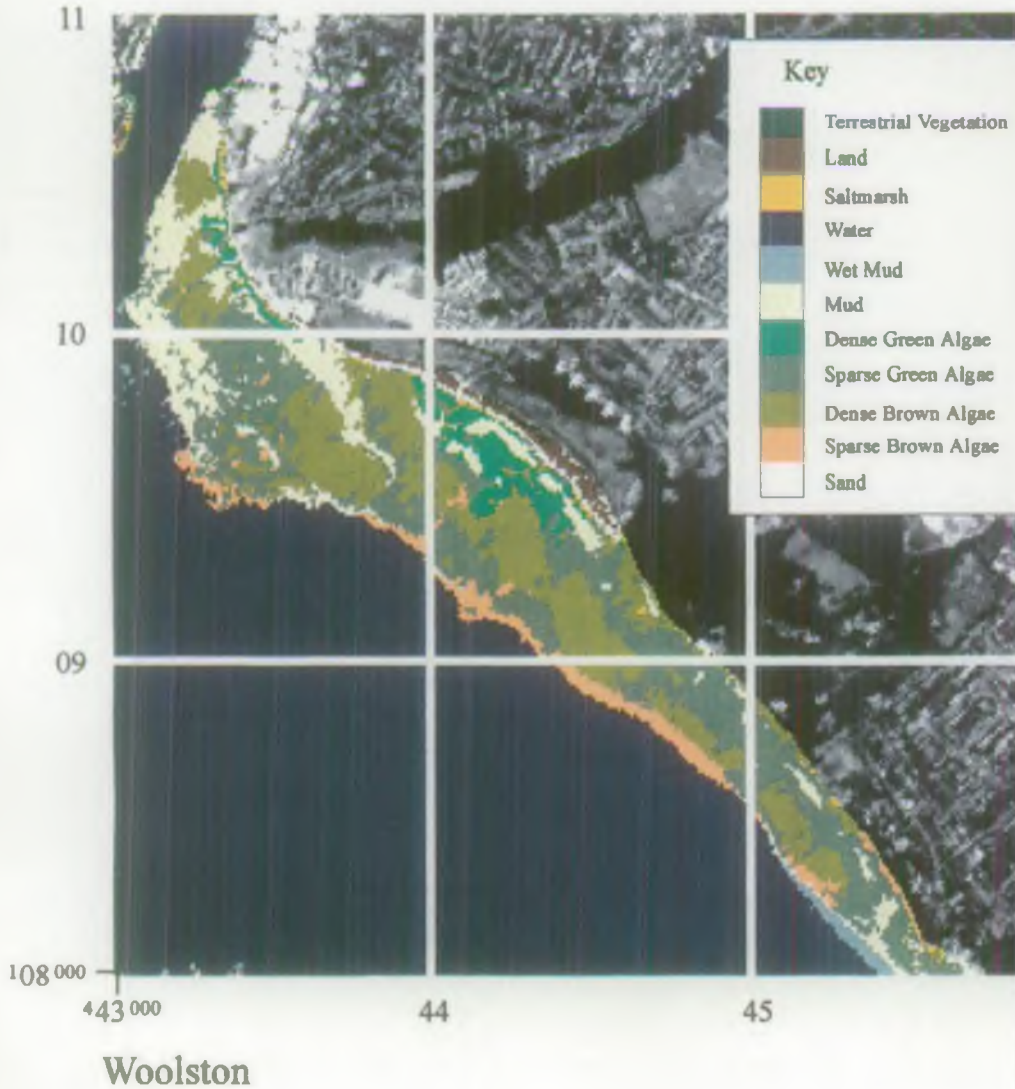 11
Key
Terrestrial Vegetation
Land
Saltmarsh
Water
Wet Mud
Mud
10
Dense Green Algae
Sparse Green Algae
Dense Brown Algae
Sparse Brown Algae
Sand
09
108 000
443 000 44 45
Woolston